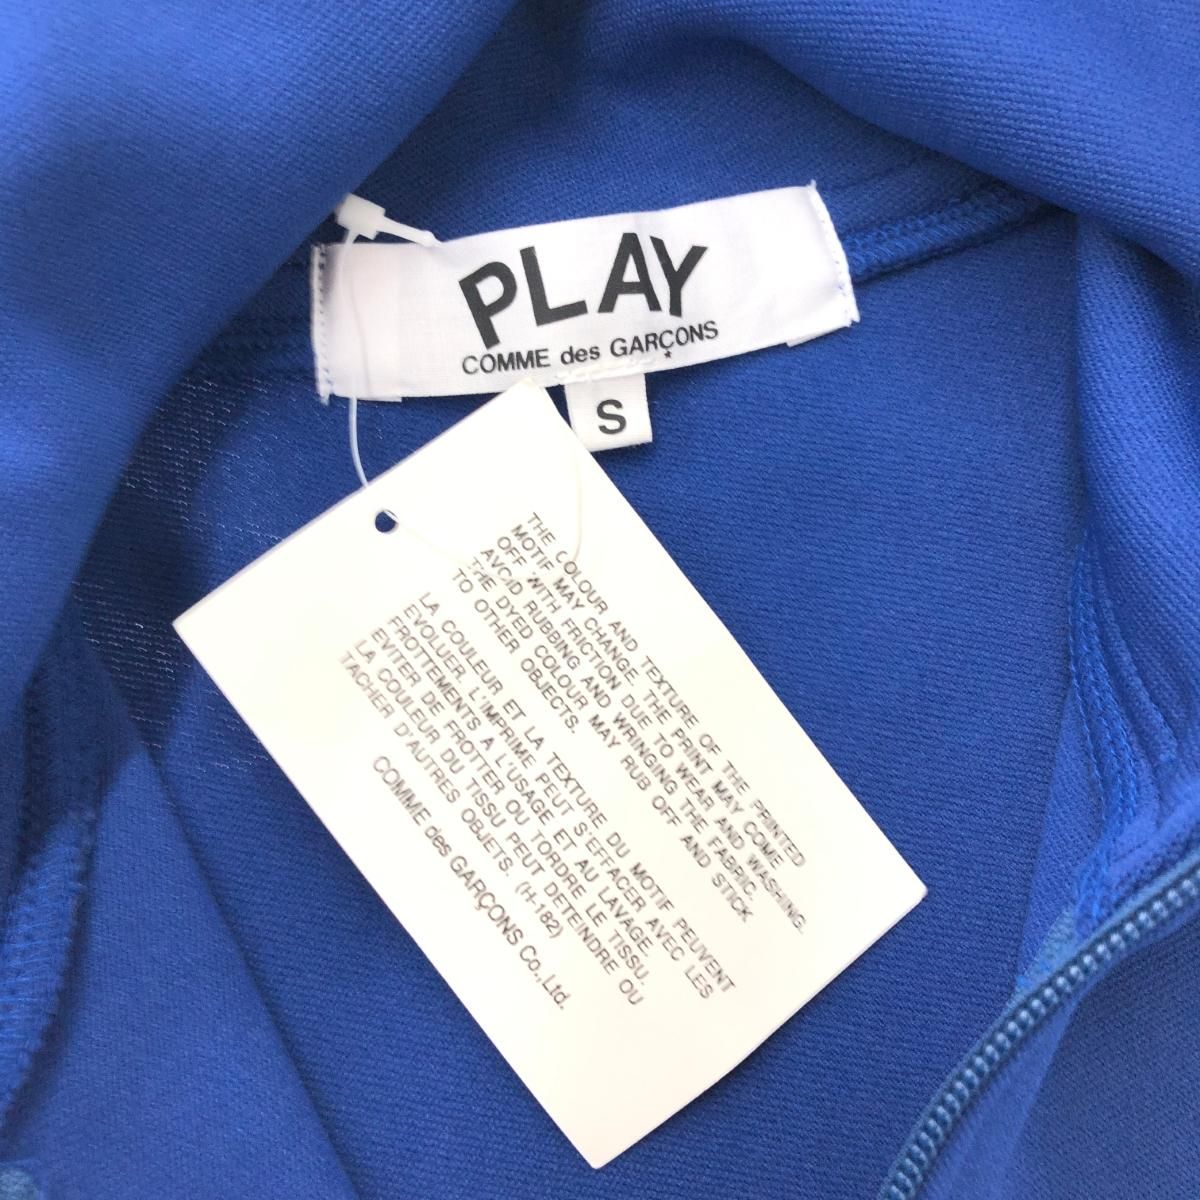 PLAY
COMME des GARÇONS
S
THE COLOUR AND TEXTURE OF THE PRINTED
MOTIF MAY CHANGE. THE PRINT MAY COME
OFF WITH FRICTION DUE TO WEAR AND WASHING.
AVOID RUBBING AND WRINGING THE FABRIC.
THE DYED COLOUR MAY RUB OFF AND STICK
TO OTHER OBJECTS.
LA COULEUR ET LA TEXTURE DU MOTIF PEUVENT
EVOLUER. L'IMPRIME PEUT S'EFFACER AVEC LES
FROTTEMENTS A L'USAGE ET AU LAVAGE.
EVITER DE FROTTER OU TORDRE LE TISSU.
LA COULEUR DU TISSU PEUT DETEINDRE OU
TACHER D'AUTRES OBJETS. (H-182)
COMME des GARÇONS Co.,Ltd.